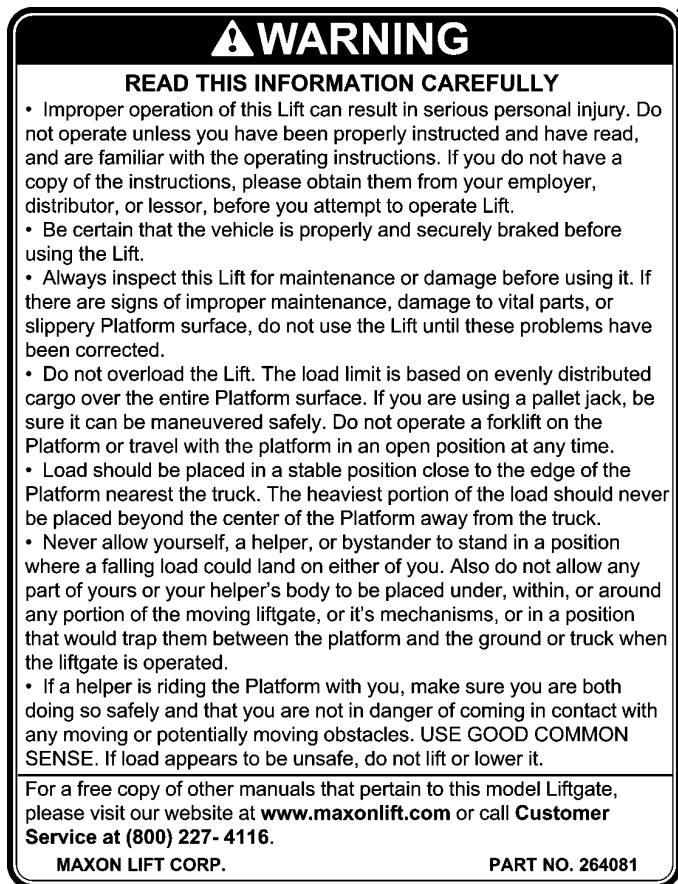 WARNING
READ THIS INFORMATION CAREFULLY
• Improper operation of this Lift can result in serious personal injury. Do
not operate unless you have been properly instructed and have read,
and are familiar with the operating instructions. If you do not have a
copy of the instructions, please obtain them from your employer,
distributor, or lessor, before you attempt to operate Lift.
• Be certain that the vehicle is properly and securely braked before
using the Lift.
• Always inspect this Lift for maintenance or damage before using it. If
there are signs of improper maintenance, damage to vital parts, or
slippery Platform surface, do not use the Lift until these problems have
been corrected.
• Do not overload the Lift. The load limit is based on evenly distributed
cargo over the entire Platform surface. If you are using a pallet jack, be
sure it can be maneuvered safely. Do not operate a forklift on the
Platform or travel with the platform in an open position at any time.
• Load should be placed in a stable position close to the edge of the
Platform nearest the truck. The heaviest portion of the load should never
be placed beyond the center of the Platform away from the truck.
• Never allow yourself, a helper, or bystander to stand in a position
where a falling load could land on either of you. Also do not allow any
part of yours or your helper's body to be placed under, within, or around
any portion of the moving liftgate, or it's mechanisms, or in a position
that would trap them between the platform and the ground or truck when
the liftgate is operated.
• If a helper is riding the Platform with you, make sure you are both
doing so safely and that you are not in danger of coming in contact with
any moving or potentially moving obstacles. USE GOOD COMMON
SENSE. If load appears to be unsafe, do not lift or lower it.
For a free copy of other manuals that pertain to this model Liftgate,
please visit our website at www.maxonlift.com or call Customer
Service at (800) 227- 4116.
MAXON LIFT CORP. PART NO. 264081